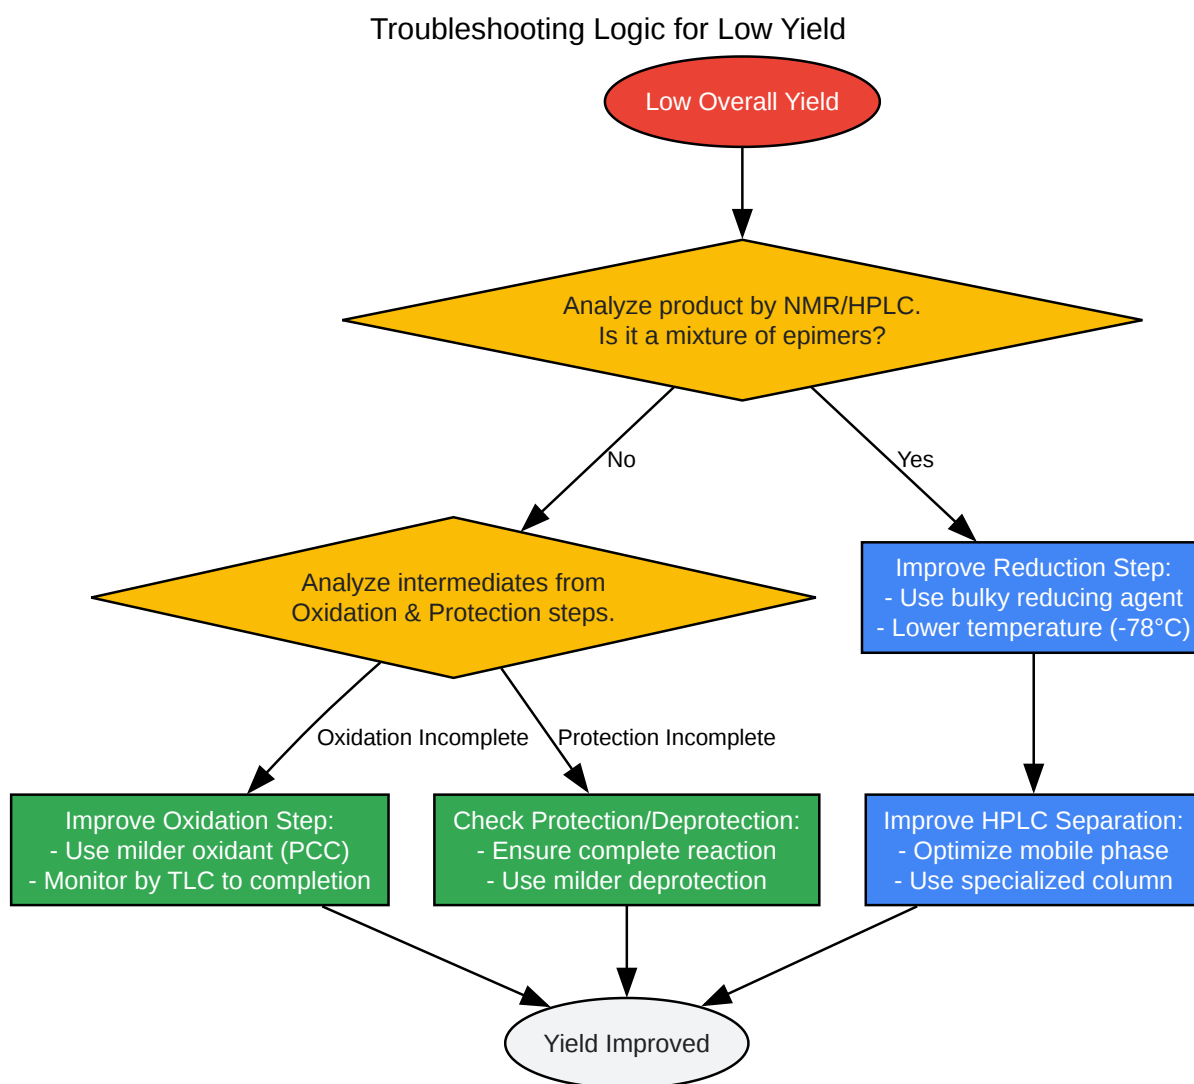 Troubleshooting Logic for Low Yield
Low Overall Yield
Analyze product by NMR/HPLC.
Is it a mixture of epimers?
No
Yes
Analyze intermediates from
Oxidation & Protection steps.
Improve Reduction Step:
- Use bulky reducing agent
- Lower temperature (-78°C)
Oxidation Incomplete
Protection Incomplete
Improve Oxidation Step:
- Use milder oxidant (PCC)
- Monitor by TLC to completion
Check Protection/Deprotection:
- Ensure complete reaction
- Use milder deprotection
Improve HPLC Separation:
- Optimize mobile phase
- Use specialized column
Yield Improved